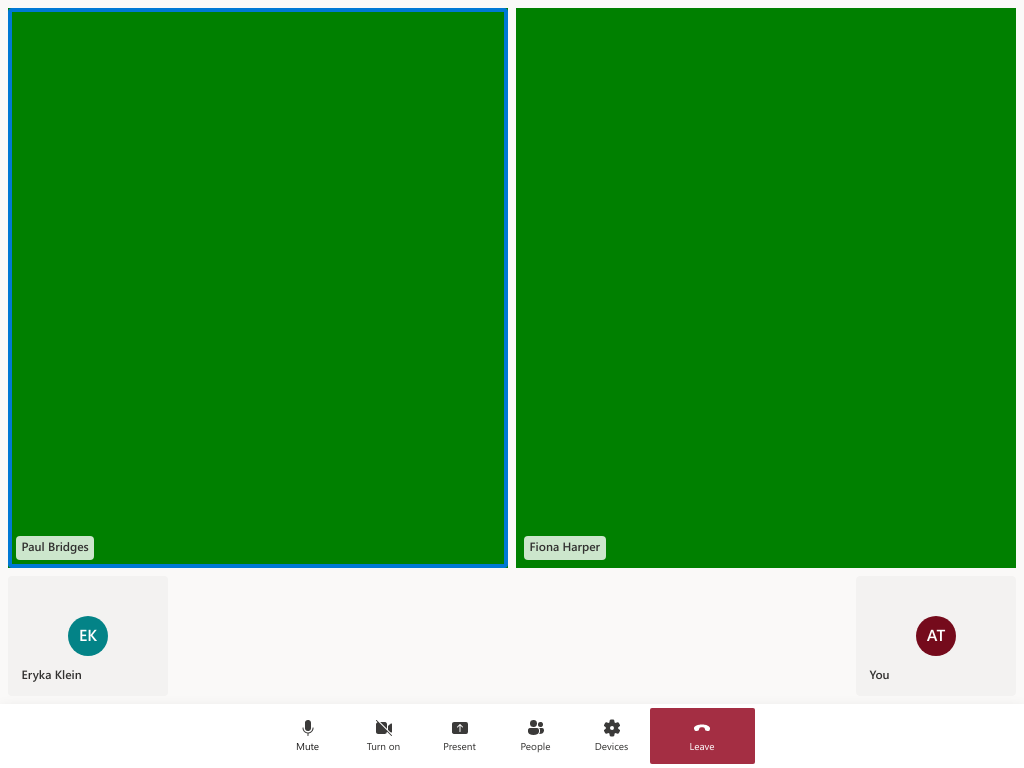 Paul Bridges
Fiona Harper
EK
Eryka Klein
AT
You
Mute
Turn on
Present
People
Devices
Leave